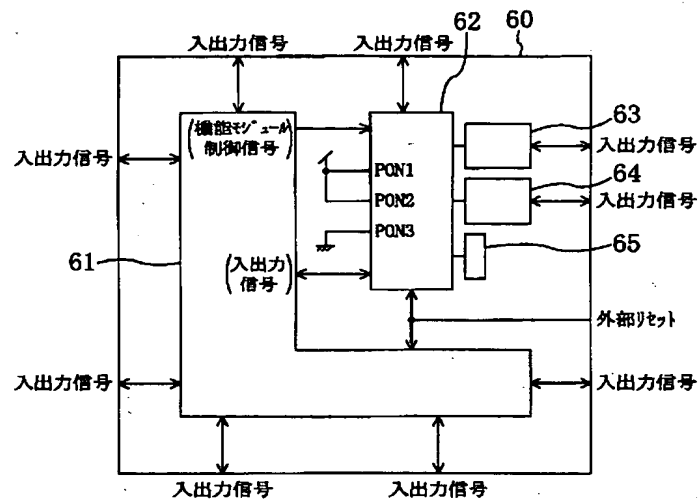 入出力信号
入出力信号
62
60
(機能モジュール
制御信号)
63
入出力信号
入出力信号
PON1
64
PON2
入出力信号
PON3
65
61
(入出力
信号)
外部リセット
入出力信号
入出力信号
入出力信号
入出力信号